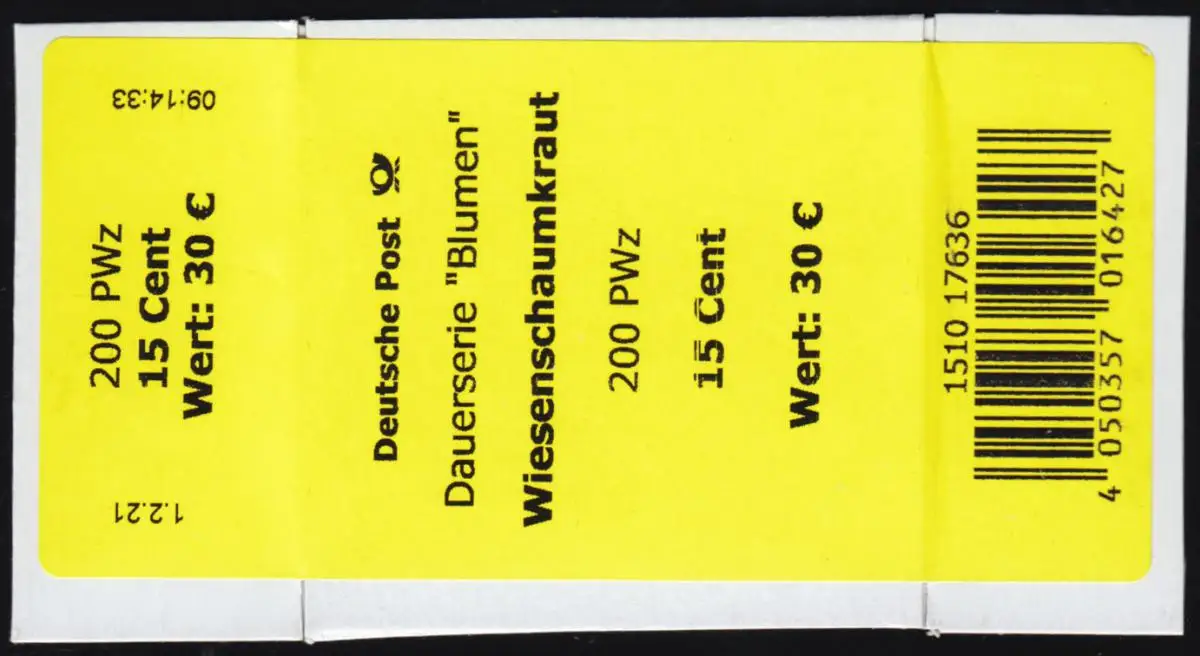 09:14:33
1.2.21
200 PWz
15 Cent
Wert: 30 €
Deutsche Post
Dauerserie "Blumen"
Wiesenschaumkraut
200 PWz
15 Cent
Wert: 30 €
1510 17636
4 050357 016427